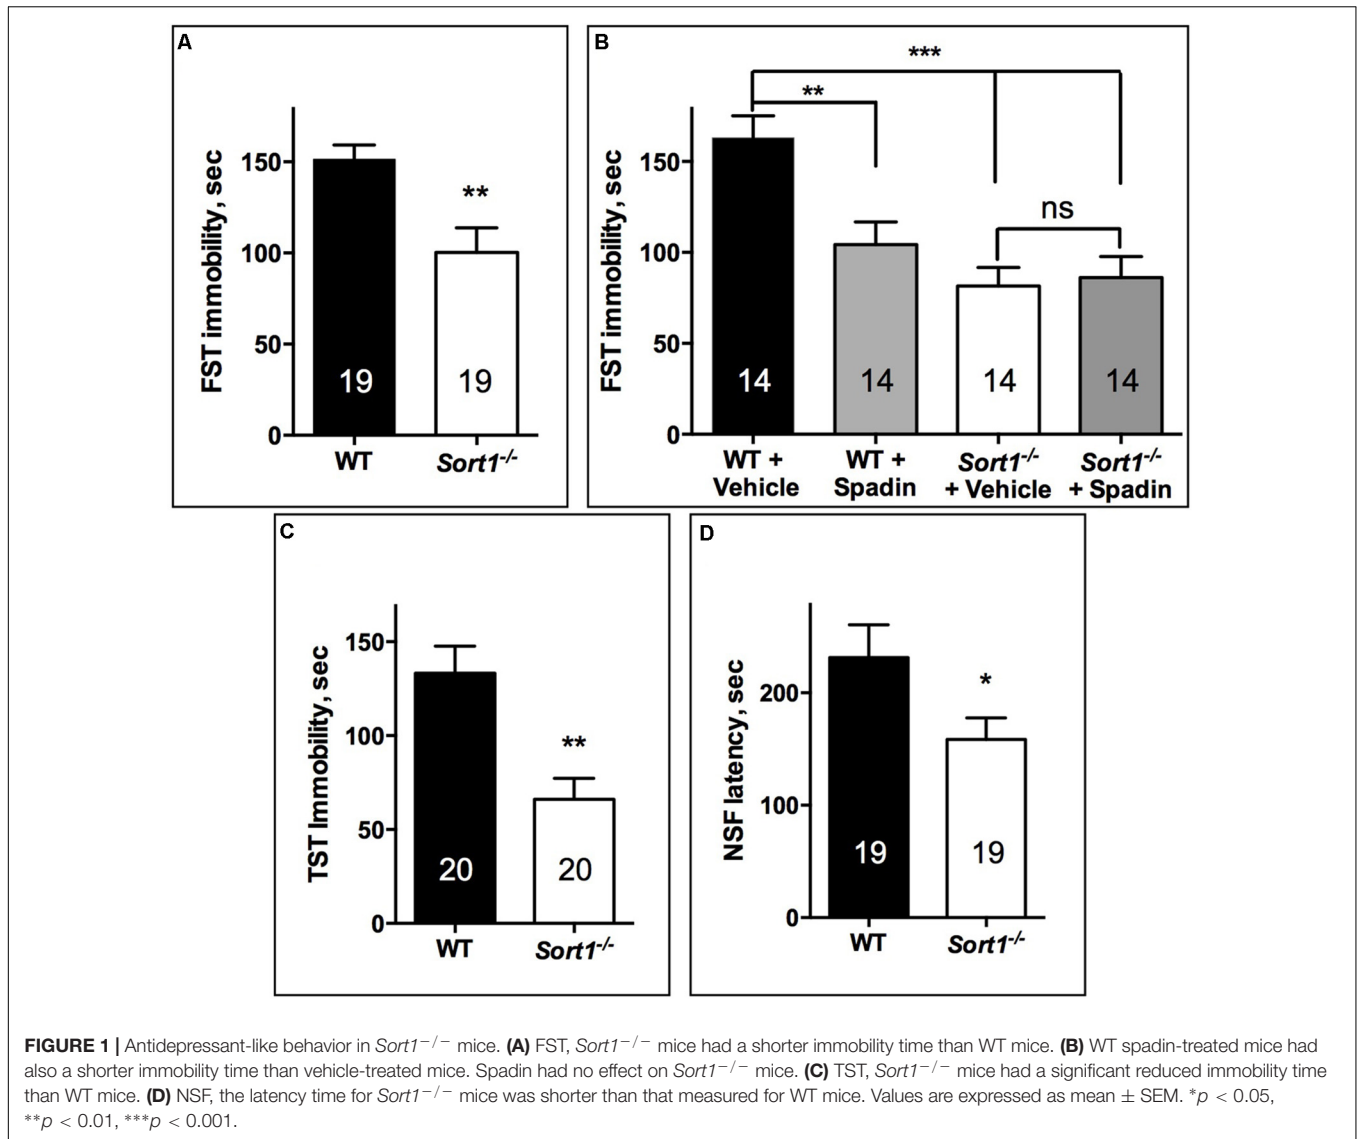 A
FST immobility, sec
150
100
50
0
**
19
19
WT
Sort1-/-
B
FST immobility, sec
150
100
50
0
***
**
ns
14
14
14
14
WT +
Vehicle
WT +
Spadin
Sort1-/-
+ Vehicle
Sort1-/-
+ Spadin
C
TST Immobility, sec
150
100
50
0
**
20
20
WT
Sort1-/-
D
NSF latency, sec
200
100
0
*
19
19
WT
Sort1-/-
FIGURE 1 | Antidepressant-like behavior in Sort1−/− mice. (A) FST, Sort1−/− mice had a shorter immobility time than WT mice. (B) WT spadin-treated mice had
also a shorter immobility time than vehicle-treated mice. Spadin had no effect on Sort1−/− mice. (C) TST, Sort1−/− mice had a significant reduced immobility time
than WT mice. (D) NSF, the latency time for Sort1−/− mice was shorter than that measured for WT mice. Values are expressed as mean ± SEM. *p < 0.05,
**p < 0.01, ***p < 0.001.